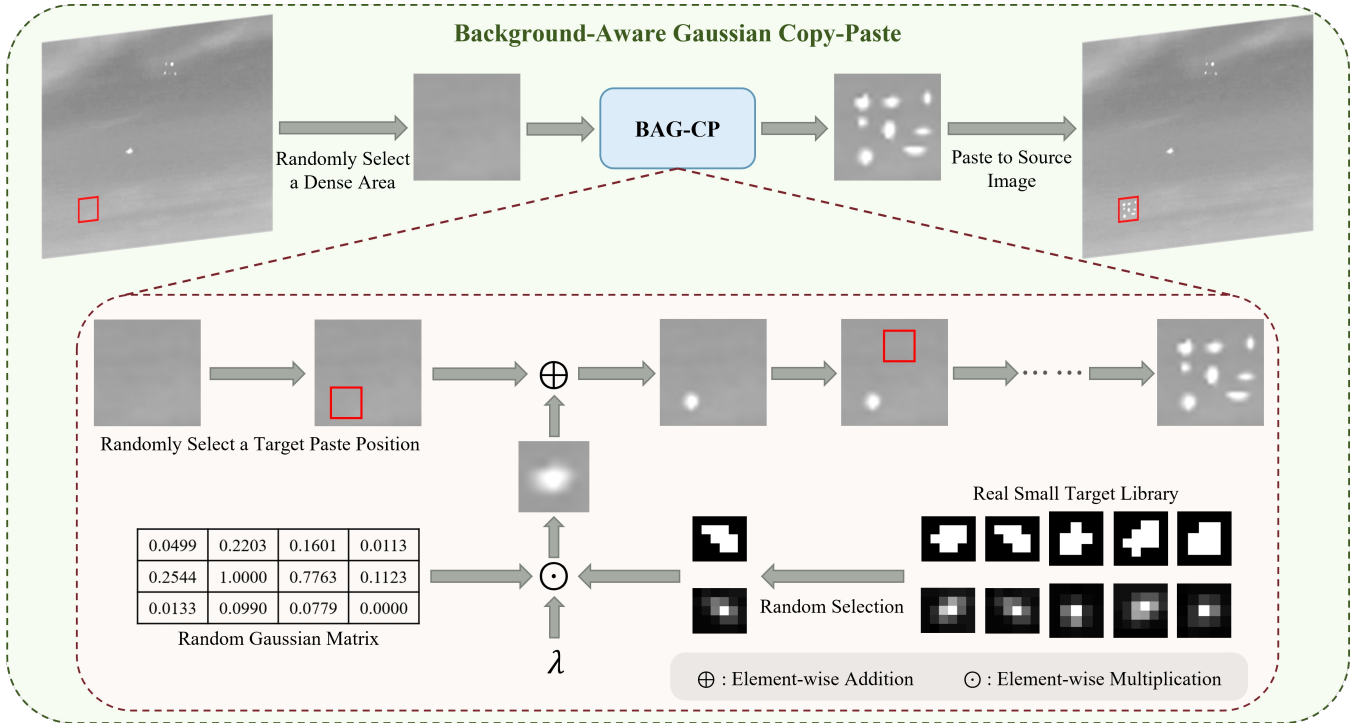 Background-Aware Gaussian Copy-Paste
Randomly Select
a Dense Area
BAG-CP
Paste to Source
Image
Randomly Select a Target Paste Position
Real Small Target Library
0.0499 0.2203 0.1601 0.0113
0.2544 1.0000 0.7763 0.1123
0.0133 0.0990 0.0779 0.0000
Random Gaussian Matrix
Random Selection
λ
⊕ : Element-wise Addition
⊙ : Element-wise Multiplication